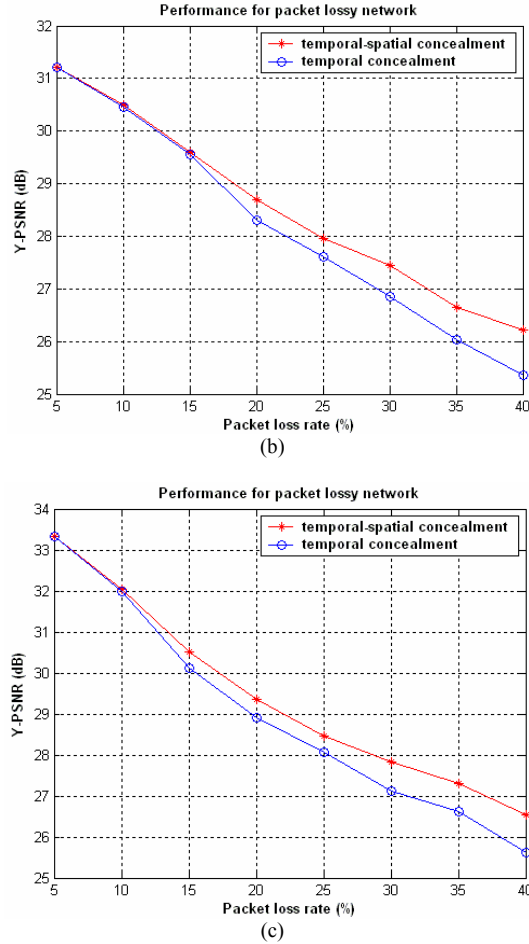 Performance for packet lossy network
temporal-spatial concealment
temporal concealment
Y-PSNR (dB)
32
31
30
29
28
27
26
25
5 10 15 20 25 30 35 40
Packet loss rate (%)
(b)
Performance for packet lossy network
temporal-spatial concealment
temporal concealment
Y-PSNR (dB)
34
33
32
31
30
29
28
27
26
25
5 10 15 20 25 30 35 40
Packet loss rate (%)
(c)